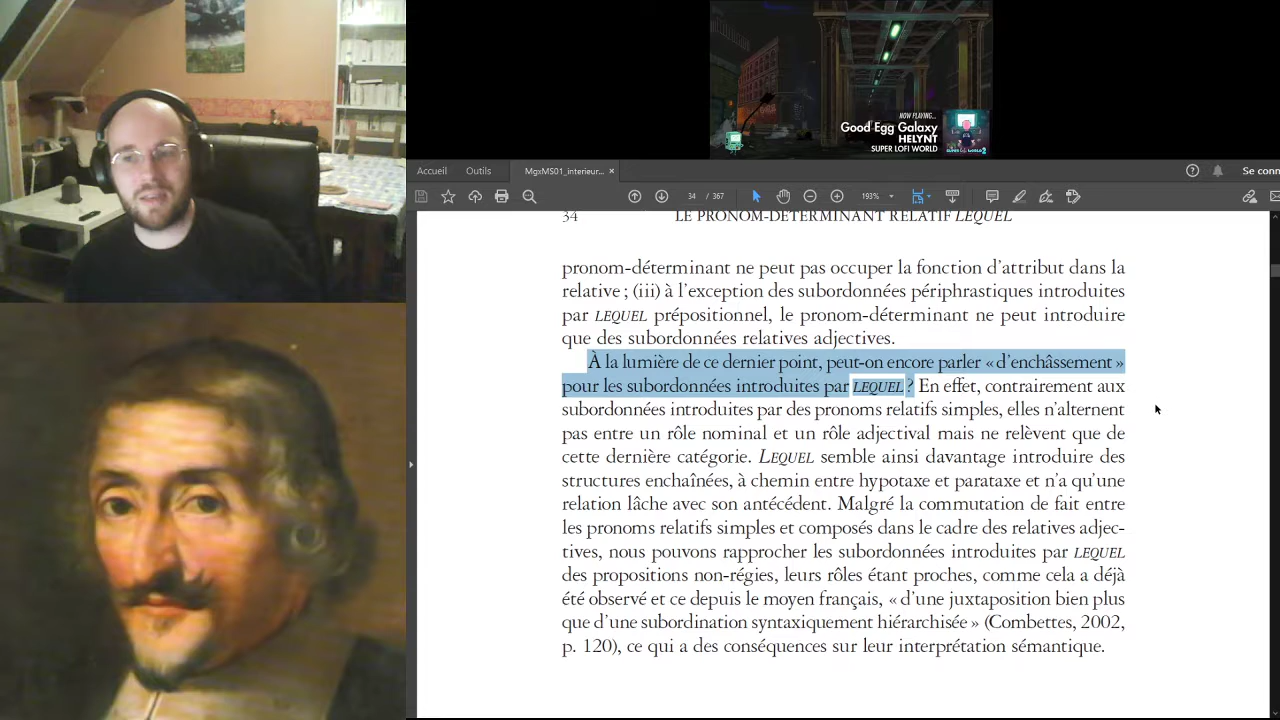 NOW PLAYING...
Good Egg Galaxy
HELYNT
SUPER LOFI WORLD
Accueil Outils MgxMS01_interieur... × Se conn
34 / 367 193%
34 LE PRONOM-DÉTERMINANT RELATIF LEQUEL
pronom-déterminant ne peut pas occuper la fonction d’attribut dans la
relative ; (iii) à l’exception des subordonnées périphrastiques introduites
par LEQUEL prépositionnel, le pronom-déterminant ne peut introduire
que des subordonnées relatives adjectives.
À la lumière de ce dernier point, peut-on encore parler « d’enchâssement »
pour les subordonnées introduites par LEQUEL ? En effet, contrairement aux
subordonnées introduites par des pronoms relatifs simples, elles n’alternent
pas entre un rôle nominal et un rôle adjectival mais ne relèvent que de
cette dernière catégorie. LEQUEL semble ainsi davantage introduire des
structures enchaînées, à chemin entre hypotaxe et parataxe et n’a qu’une
relation lâche avec son antécédent. Malgré la commutation de fait entre
les pronoms relatifs simples et composés dans le cadre des relatives adjec-
tives, nous pouvons rapprocher les subordonnées introduites par LEQUEL
des propositions non-régies, leurs rôles étant proches, comme cela a déjà
été observé et ce depuis le moyen français, « d’une juxtaposition bien plus
que d’une subordination syntaxiquement hiérarchisée » (Combettes, 2002,
p. 120), ce qui a des conséquences sur leur interprétation sémantique.